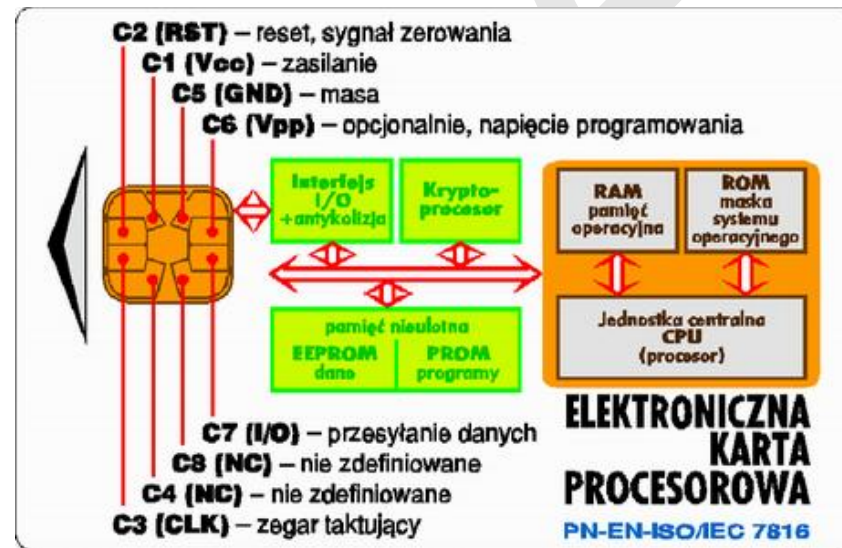 C2 (RST) – reset, sygnał zerowania
C1 (Vcc) – zasilanie
C5 (GND) – masa
C6 (Vpp) – opcjonalnie, napięcie programowania
Interfejs
I/O
+antykolizja
Krypto-
procesor
RAM
pamięć
operacyjna
ROM
maska
systemu
operacyjnego
pamięć nieulotna
EEPROM
dane
PROM
programy
Jednostka centralna
CPU
(procesor)
C7 (I/O) – przesyłanie danych
C8 (NC) – nie zdefiniowane
C4 (NC) – nie zdefiniowane
C3 (CLK) – zegar taktujący
ELEKTRONICZNA
KARTA
PROCESOROWA
PN-EN-ISO/IEC 7816